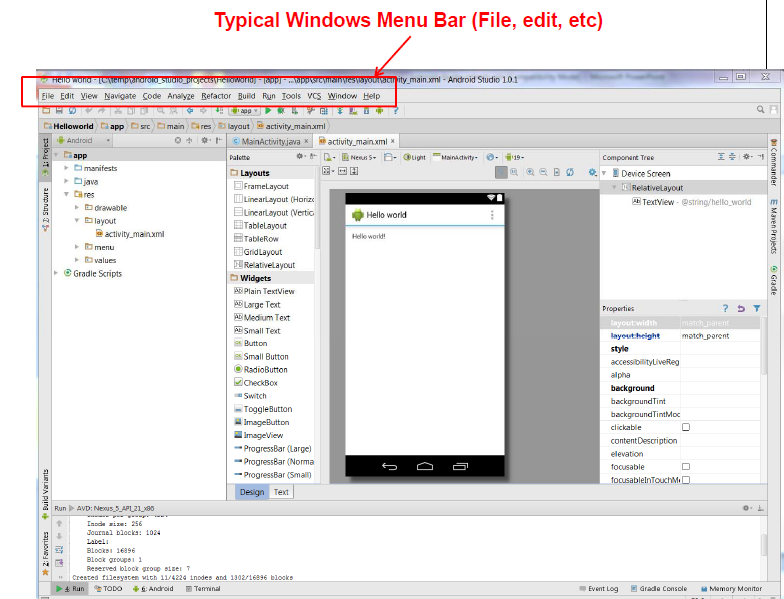 Typical Windows Menu Bar (File, edit, etc)
Hello world - [C:\temp\android_studio_projects\Helloworld] - [app] - ...\app\src\main\res\layout\activity_main.xml - Android Studio 1.0.1
File Edit View Navigate Code Analyze Refactor Build Run Tools VCS Window Help
app
Helloworld app src main res layout activity_main.xml
1: Project
Android
MainActivity.java activity_main.xml
app
manifests
java
res
drawable
layout
activity_main.xml
menu
values
Gradle Scripts
Structure
Build Variants
2: Favorites
Palette
Layouts
FrameLayout
LinearLayout (Horizo
LinearLayout (Vertica
TableLayout
TableRow
GridLayout
RelativeLayout
Widgets
Plain TextView
Large Text
Medium Text
Small Text
Button
Small Button
RadioButton
CheckBox
Switch
ToggleButton
ImageButton
ImageView
ProgressBar (Large)
ProgressBar (Norma
ProgressBar (Small)
Design Text
Nexus 5 Light MainActivity 19
Hello world
Hello world!
Component Tree
Device Screen
RelativeLayout
TextView - @string/hello_world
Properties
layout:width match_parent
layout:height match_parent
style
accessibilityLiveReg
alpha
background
backgroundTint
backgroundTintMod
clickable
contentDescription
elevation
focusable
focusableInTouchM
Commander
Maven Projects
Gradle
Run AVD: Nexus_5_API_21_x86
Inode size: 256
Journal blocks: 1024
Label:
Blocks: 16896
Block groups: 1
Reserved block group size: 7
Created filesystem with 11/4224 inodes and 1302/16896 blocks
4: Run TODO 6: Android Terminal Event Log Gradle Console Memory Monitor